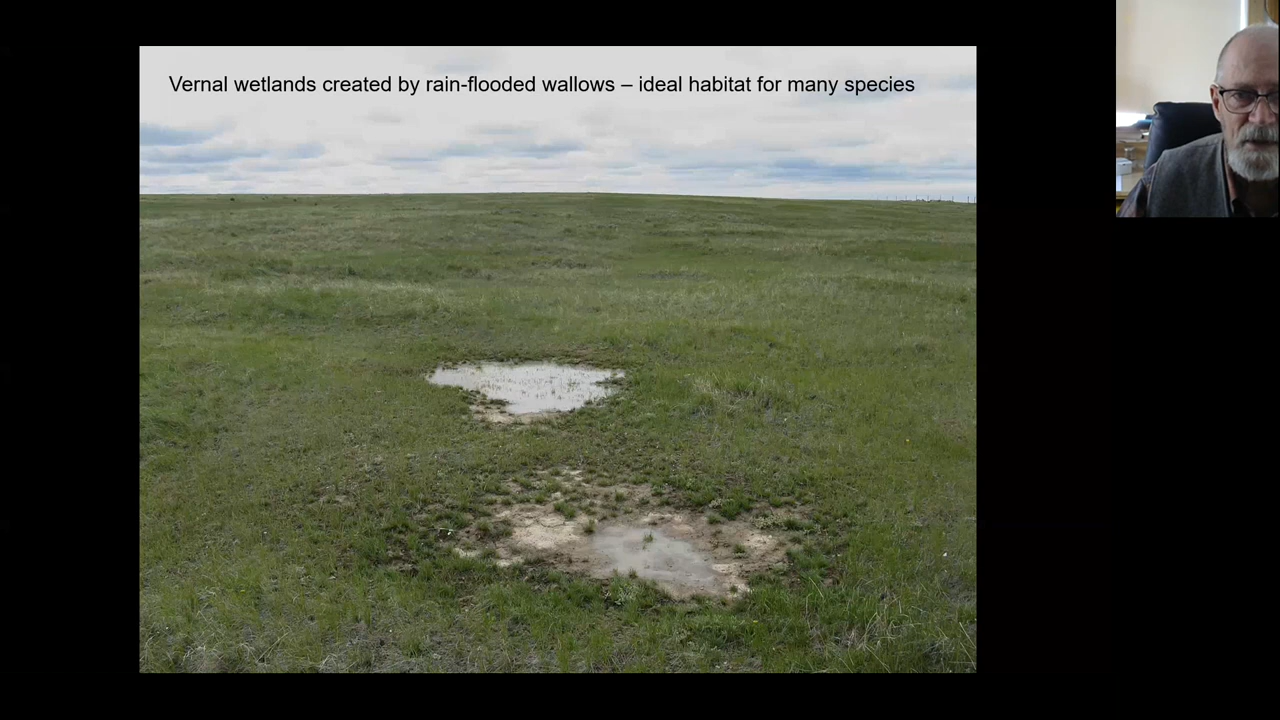 Vernal wetlands created by rain-flooded wallows – ideal habitat for many species